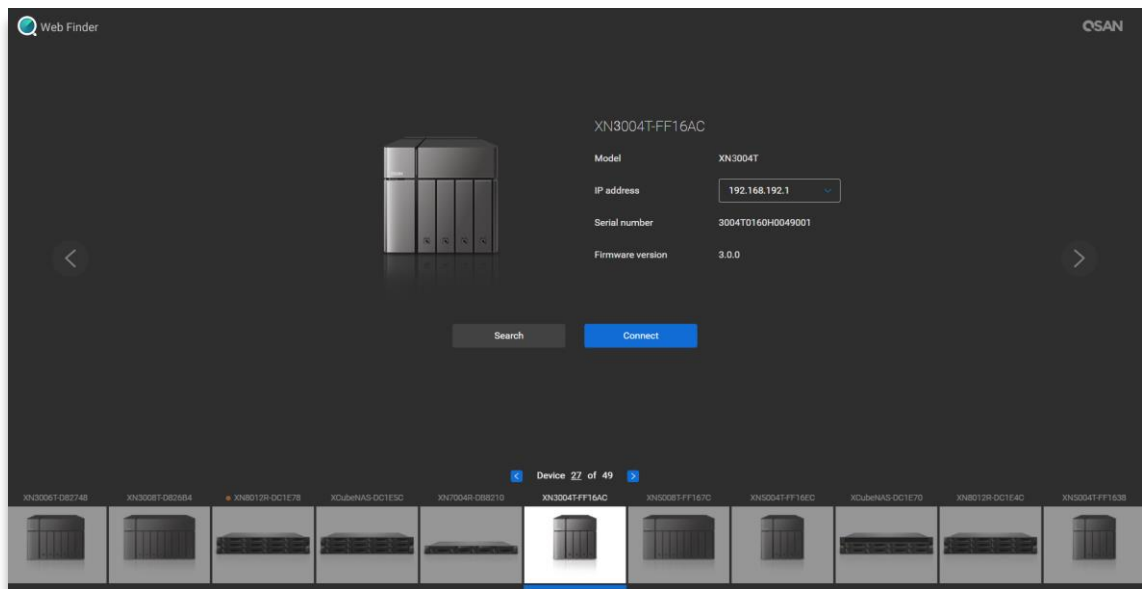 Web Finder
QSAN
XN3004T-FF16AC
Model XN3004T
IP address 192.168.192.1
Serial number 3004T0160H0049001
Firmware version 3.0.0
Search Connect
Device 27 of 49
XN3006T-D82748 XN3008T-D826B4 XN8012R-DC1E78 XCubeNAS-DC1E5C XN7004R-DB8210 XN3004T-FF16AC XN5008T-FF167C XN5004T-FF16EC XCubeNAS-DC1E70 XN8012R-DC1E4C XN5004T-FF1638